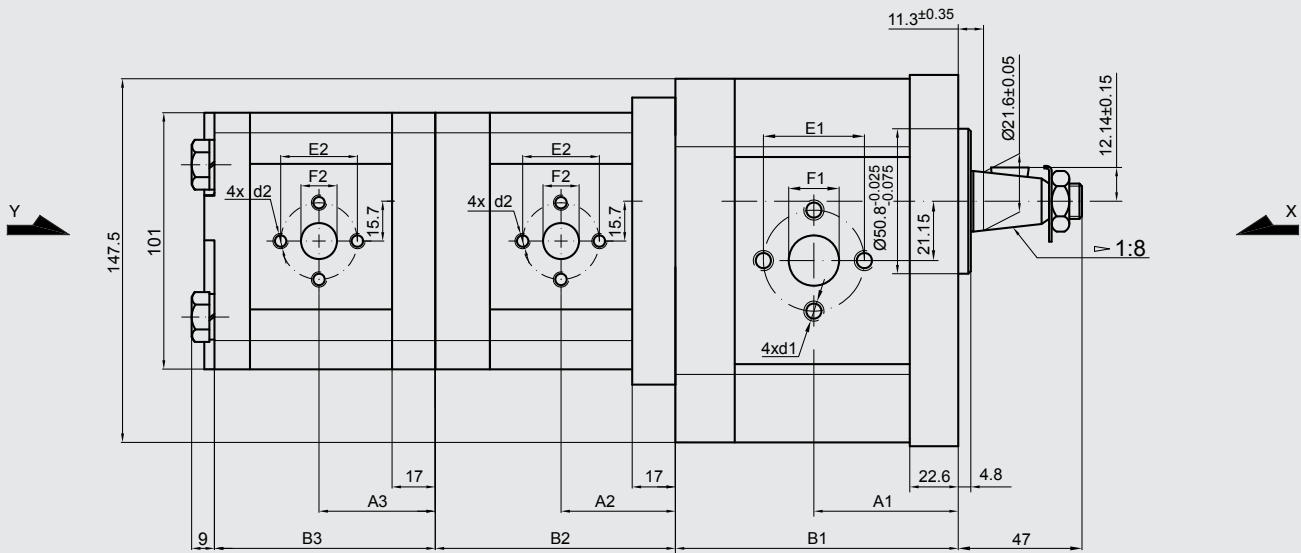 11.3±0.35
Ø21.6±0.05
12.14±0.15
E1
F1
Ø50.8-0.025
-0.075
21.15
E2
F2
4x d2
15.7
E2
F2
4x d2
15.7
Y
X
147.5
101
1:8
4xd1
17
17
22.6
4.8
A3
A2
A1
9
B3
B2
B1
47